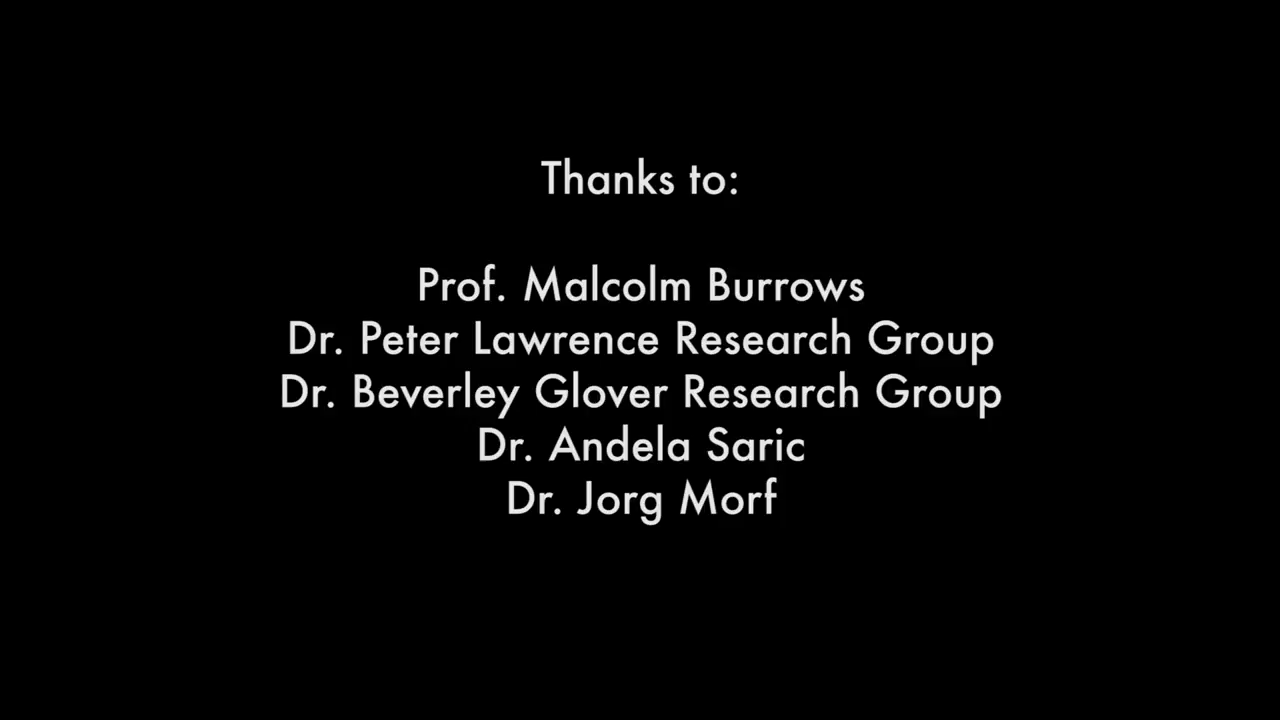 Thanks to:
Prof. Malcolm Burrows
Dr. Peter Lawrence Research Group
Dr. Beverley Glover Research Group
Dr. Andela Saric
Dr. Jorg Morf